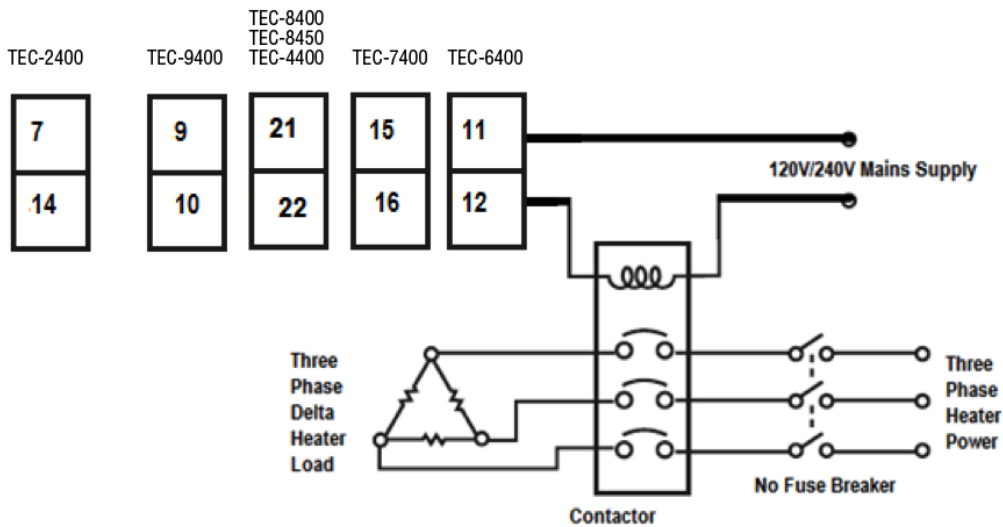 TEC-8400
TEC-8450
TEC-2400 TEC-9400 TEC-4400 TEC-7400 TEC-6400
7 9 21 15 11
14 10 22 16 12
120V/240V Mains Supply
Three
Phase
Delta
Heater
Load
Three
Phase
Heater
Power
No Fuse Breaker
Contactor